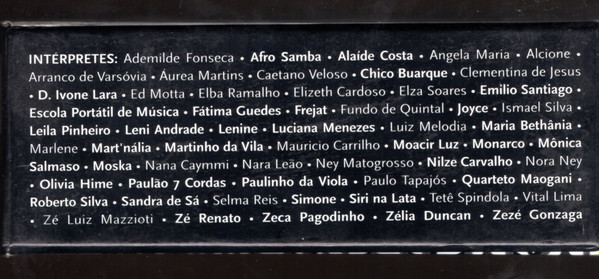 INTÉRPRETES: Ademilde Fonseca • Afro Samba • Alaíde Costa • Angela Maria • Alcione •
Arranco de Varsóvia • Áurea Martins • Caetano Veloso • Chico Buarque • Clementina de Jesus
• D. Ivone Lara • Ed Motta • Elba Ramalho • Elizeth Cardoso • Elza Soares • Emilio Santiago •
Escola Portátil de Música • Fátima Guedes • Frejat • Fundo de Quintal • Joyce • Ismael Silva •
Leila Pinheiro • Leni Andrade • Lenine • Luciana Menezes • Luiz Melodia • Maria Bethânia •
Marlene • Mart'nália • Martinho da Vila • Mauricio Carrilho • Moacir Luz • Monarco • Mônica
Salmaso • Moska • Nana Caymmi • Nara Leão • Ney Matogrosso • Nilze Carvalho • Nora Ney
• Olivia Hime • Paulão 7 Cordas • Paulinho da Viola • Paulo Tapajós • Quarteto Maogani •
Roberto Silva • Sandra de Sá • Selma Reis • Simone • Siri na Lata • Tetê Spindola • Vital Lima
• Zé Luiz Mazzioti • Zé Renato • Zeca Pagodinho • Zélia Duncan • Zezé Gonzaga